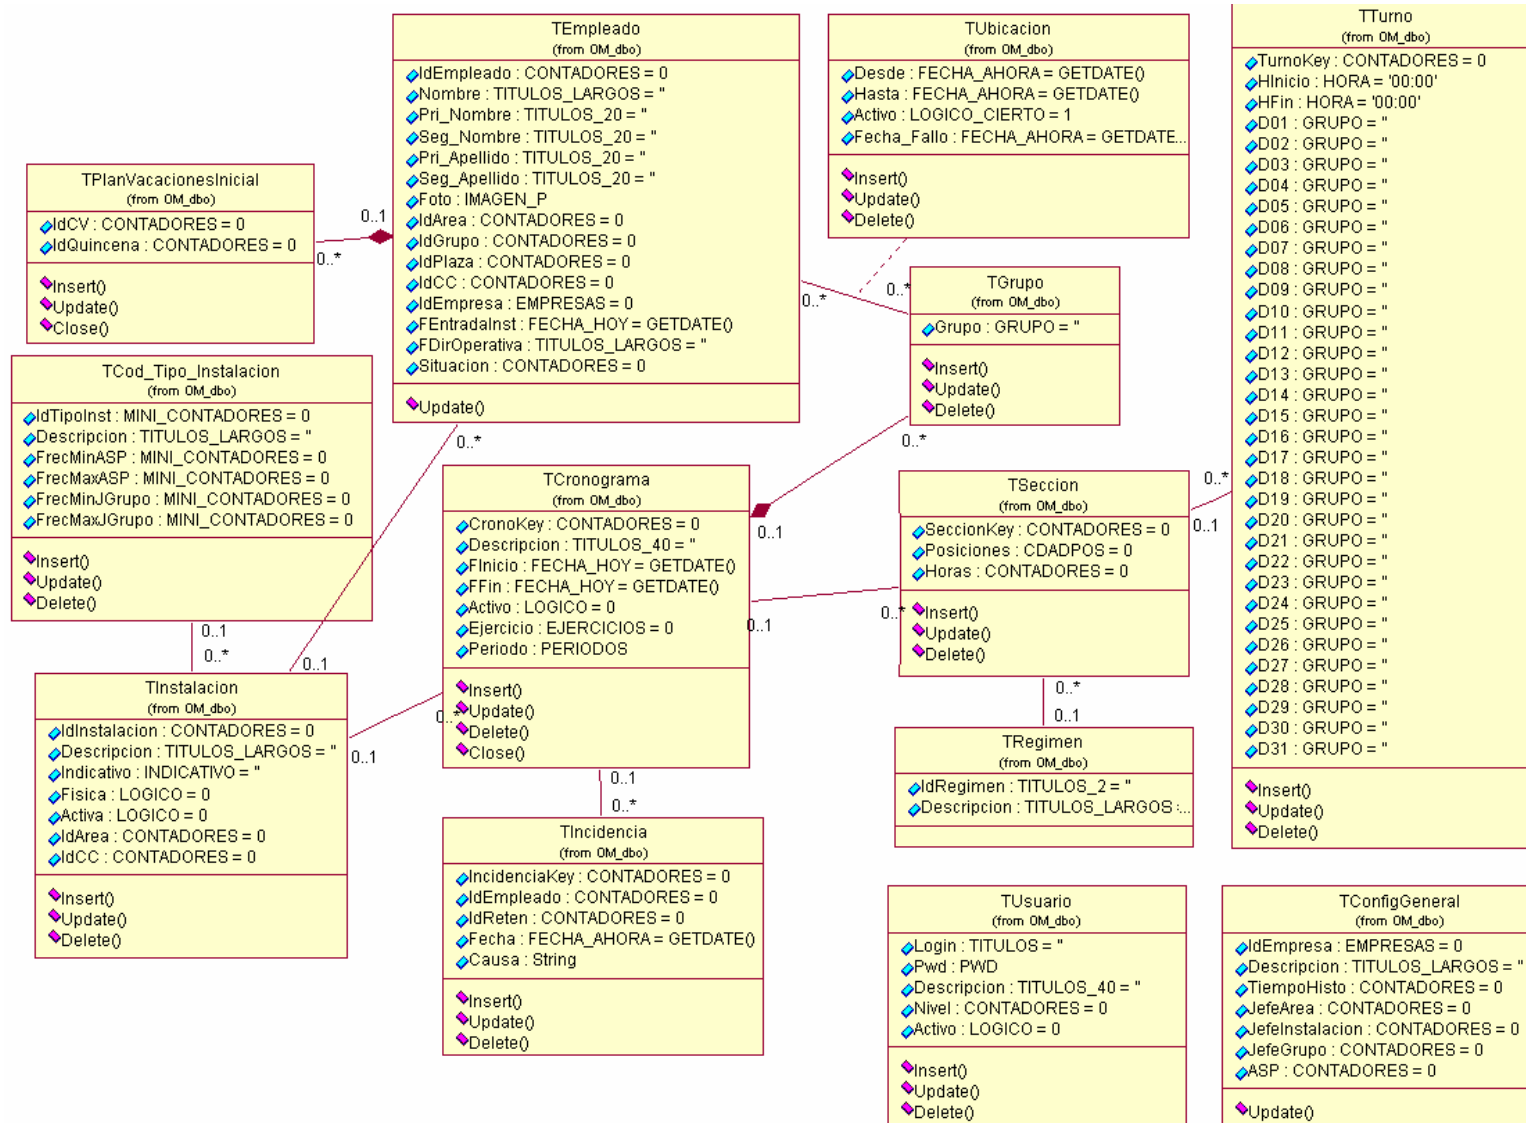 TEmpleado
(from OM_dbo)
IdEmpleado : CONTADORES = 0
Nombre : TITULOS_LARGOS = ''
Pri_Nombre : TITULOS_20 = ''
Seg_Nombre : TITULOS_20 = ''
Pri_Apellido : TITULOS_20 = ''
Seg_Apellido : TITULOS_20 = ''
Foto : IMAGEN_P
IdArea : CONTADORES = 0
IdGrupo : CONTADORES = 0
IdPlaza : CONTADORES = 0
IdCC : CONTADORES = 0
IdEmpresa : EMPRESAS = 0
FEntradaInst : FECHA_HOY = GETDATE()
FDirOperativa : TITULOS_LARGOS = ''
Situacion : CONTADORES = 0
Update()
TUbicacion
(from OM_dbo)
Desde : FECHA_AHORA = GETDATE()
Hasta : FECHA_AHORA = GETDATE()
Activo : LOGICO_CIERTO = 1
Fecha_Fallo : FECHA_AHORA = GETDATE...
Insert()
Update()
Delete()
TTurno
(from OM_dbo)
TurnoKey : CONTADORES = 0
HInicio : HORA = '00:00'
HFin : HORA = '00:00'
D01 : GRUPO = ''
D02 : GRUPO = ''
D03 : GRUPO = ''
D04 : GRUPO = ''
D05 : GRUPO = ''
D06 : GRUPO = ''
D07 : GRUPO = ''
D08 : GRUPO = ''
D09 : GRUPO = ''
D10 : GRUPO = ''
D11 : GRUPO = ''
D12 : GRUPO = ''
D13 : GRUPO = ''
D14 : GRUPO = ''
D15 : GRUPO = ''
D16 : GRUPO = ''
D17 : GRUPO = ''
D18 : GRUPO = ''
D19 : GRUPO = ''
D20 : GRUPO = ''
D21 : GRUPO = ''
D22 : GRUPO = ''
D23 : GRUPO = ''
D24 : GRUPO = ''
D25 : GRUPO = ''
D26 : GRUPO = ''
D27 : GRUPO = ''
D28 : GRUPO = ''
D29 : GRUPO = ''
D30 : GRUPO = ''
D31 : GRUPO = ''
Insert()
Update()
Delete()
TPlanVacacionesInicial
(from OM_dbo)
IdCV : CONTADORES = 0
IdQuincena : CONTADORES = 0
Insert()
Update()
Close()
0..1
0..*
0..*
0..*
TGrupo
(from OM_dbo)
Grupo : GRUPO = ''
Insert()
Update()
Delete()
TCod_Tipo_Instalacion
(from OM_dbo)
IdTipoInst : MINI_CONTADORES = 0
Descripcion : TITULOS_LARGOS = ''
FrecMinASP : MINI_CONTADORES = 0
FrecMaxASP : MINI_CONTADORES = 0
FrecMinJGrupo : MINI_CONTADORES = 0
FrecMaxJGrupo : MINI_CONTADORES = 0
Insert()
Update()
Delete()
0..*
0..*
0..1
TCronograma
(from OM_dbo)
CronoKey : CONTADORES = 0
Descripcion : TITULOS_40 = ''
FInicio : FECHA_HOY = GETDATE()
FFin : FECHA_HOY = GETDATE()
Activo : LOGICO = 0
Ejercicio : EJERCICIOS = 0
Periodo : PERIODOS
Insert()
Update()
Delete()
Close()
TSeccion
(from OM_dbo)
SeccionKey : CONTADORES = 0
Posiciones : CDADPOS = 0
Horas : CONTADORES = 0
Insert()
Update()
Delete()
0..*
0..1
0..1
0..*
0..1
0..*
0..1
TInstalacion
(from OM_dbo)
IdInstalacion : CONTADORES = 0
Descripcion : TITULOS_LARGOS = ''
Indicativo : INDICATIVO = ''
Fisica : LOGICO = 0
Activa : LOGICO = 0
IdArea : CONTADORES = 0
IdCC : CONTADORES = 0
Insert()
Update()
Delete()
0..*
0..1
0..*
0..1
TRegimen
(from OM_dbo)
IdRegimen : TITULOS_2 = ''
Descripcion : TITULOS_LARGOS :...
0..1
0..*
TIncidencia
(from OM_dbo)
IncidenciaKey : CONTADORES = 0
IdEmpleado : CONTADORES = 0
IdReten : CONTADORES = 0
Fecha : FECHA_AHORA = GETDATE()
Causa : String
Insert()
Update()
Delete()
TUsuario
(from OM_dbo)
Login : TITULOS = ''
Pwd : PWD
Descripcion : TITULOS_40 = ''
Nivel : CONTADORES = 0
Activo : LOGICO = 0
Insert()
Update()
Delete()
TConfigGeneral
(from OM_dbo)
IdEmpresa : EMPRESAS = 0
Descripcion : TITULOS_LARGOS = ''
TiempoHisto : CONTADORES = 0
JefeArea : CONTADORES = 0
JefeInstalacion : CONTADORES = 0
JefeGrupo : CONTADORES = 0
ASP : CONTADORES = 0
Update()